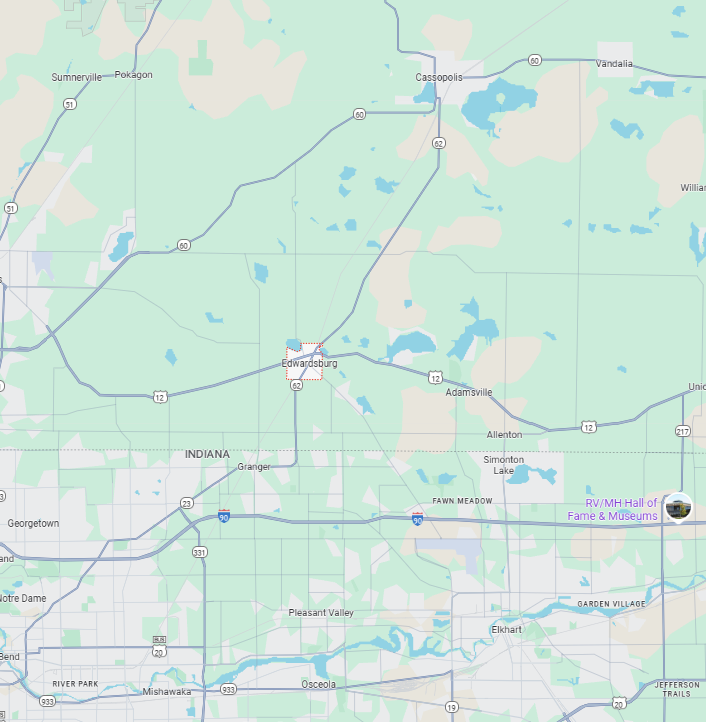 Cassopolis
60
Vandalia
Sumnerville
Pokagon
51
60
62
William
51
60
Edwardsburg
12
62
12
Adamsville
Unio
12
217
Allenton
INDIANA
Granger
Simonton
Lake
23
90
90
FAWN MEADOW
RV/MH Hall of
Fame & Museums
3
Georgetown
331
and
Notre Dame
Pleasant Valley
GARDEN VILLAGE
Elkhart
20
Bend
RIVER PARK
Mishawaka
933
933
Osceola
19
20
JEFFERSON
TRAILS